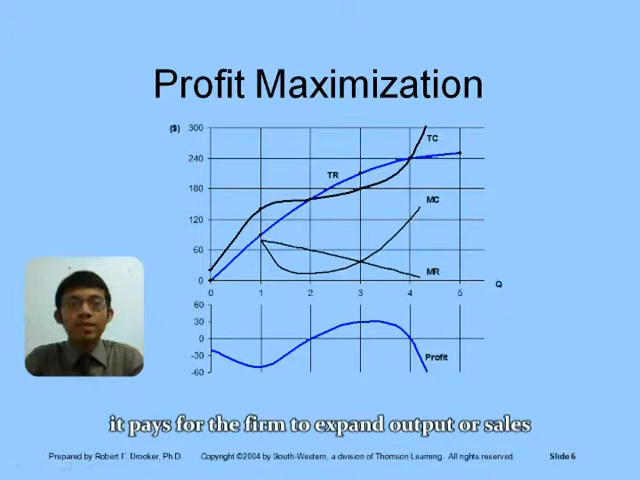 Profit Maximization
($)
300
240
180
120
60
0
TC
TR
MC
MR
0 1 2 3 4 5 Q
60
30
0
-30
-60
Profit
it pays for the firm to expand output or sales
Prepared by Robert F. Brooker, Ph.D. Copyright ©2004 by South-Western, a division of Thomson Learning. All rights reserved. Slide 6